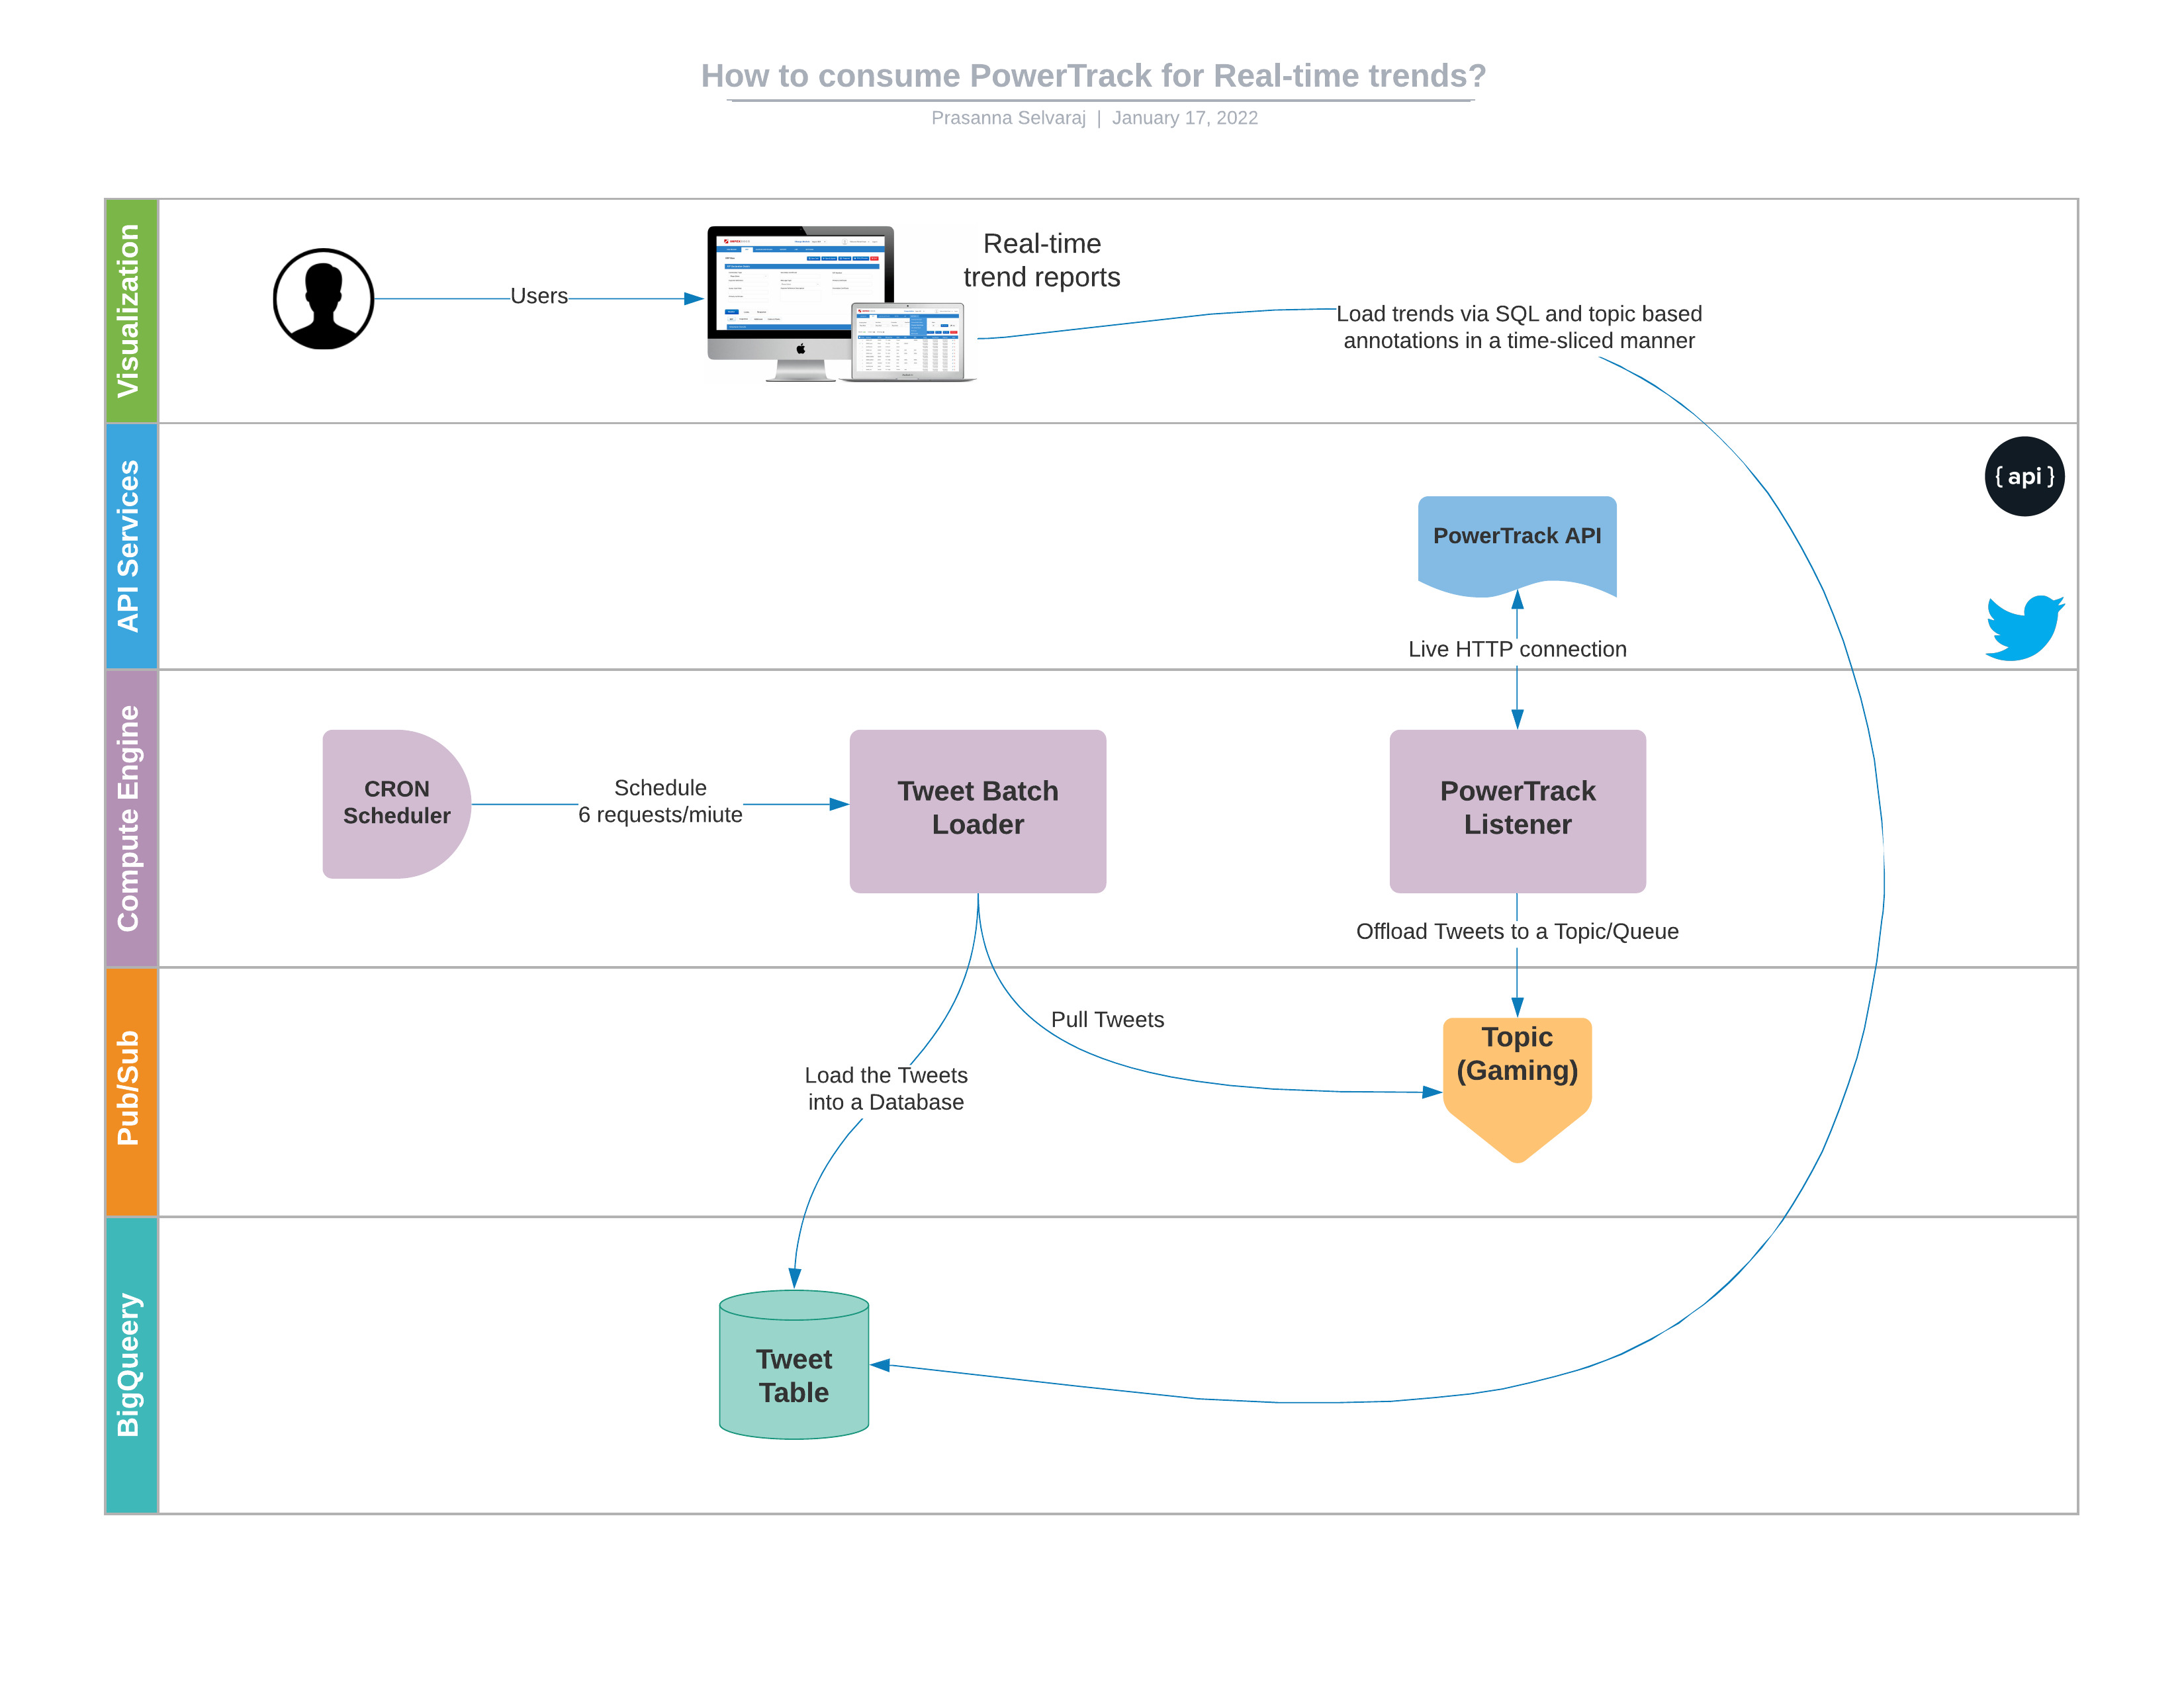 How to consume PowerTrack for Real-time trends?
Prasanna Selvaraj | January 17, 2022
Visualization
Users
Real-time
trend reports
Load trends via SQL and topic based
annotations in a time-sliced manner
API Services
{ api }
PowerTrack API
Live HTTP connection
Compute Engine
CRON
Scheduler
Schedule
6 requests/miute
Tweet Batch
Loader
PowerTrack
Listener
Offload Tweets to a Topic/Queue
Pub/Sub
Pull Tweets
Topic
(Gaming)
Load the Tweets
into a Database
BigQueery
Tweet
Table